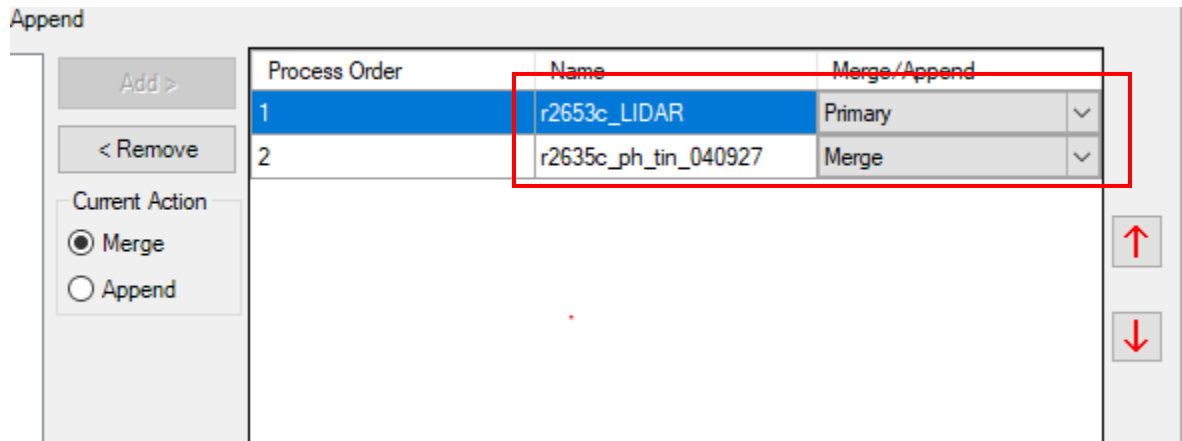 Append
Add >
< Remove
Current Action
Merge
Append
Process Order Name Merge/Append
1 r2653c_LIDAR Primary
2 r2635c_ph_tin_040927 Merge